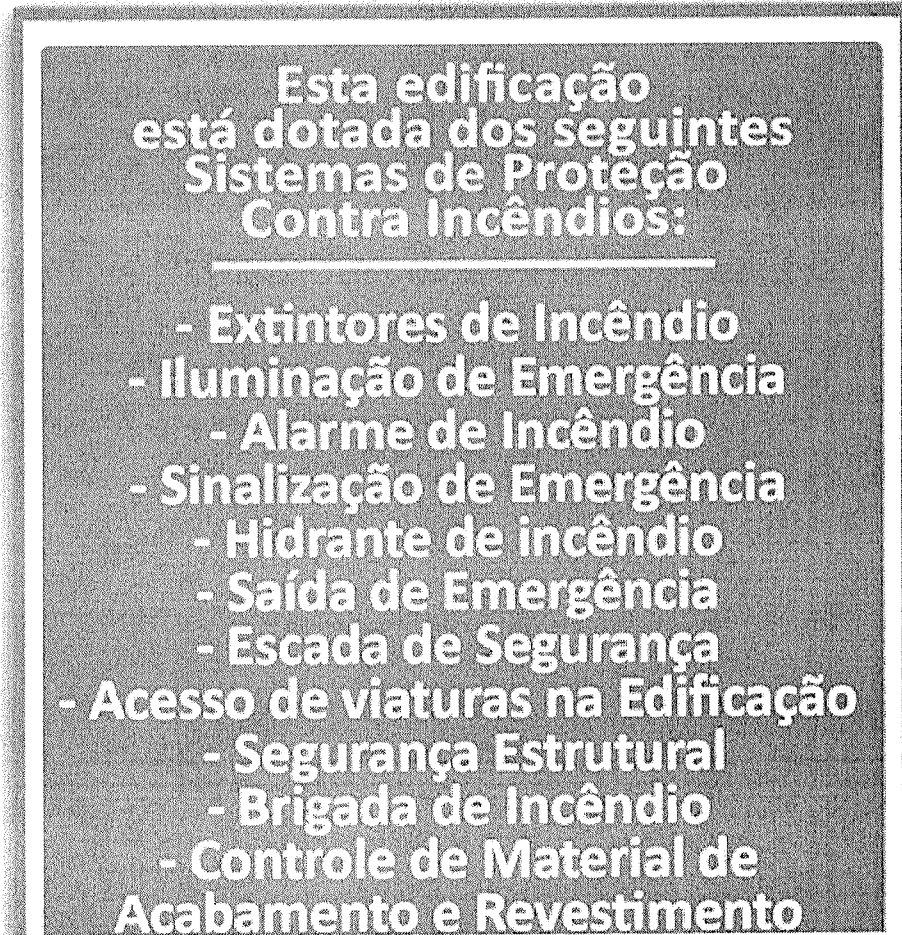 Esta edificação
está dotada dos seguintes
Sistemas de Proteção
Contra Incêndios:
- Extintores de Incêndio
- Iluminação de Emergência
- Alarme de Incêndio
- Sinalização de Emergência
- Hidrante de incêndio
- Saída de Emergência
- Escada de Segurança
- Acesso de viaturas na Edificação
- Segurança Estrutural
- Brigada de Incêndio
- Controle de Material de
Acabamento e Revestimento